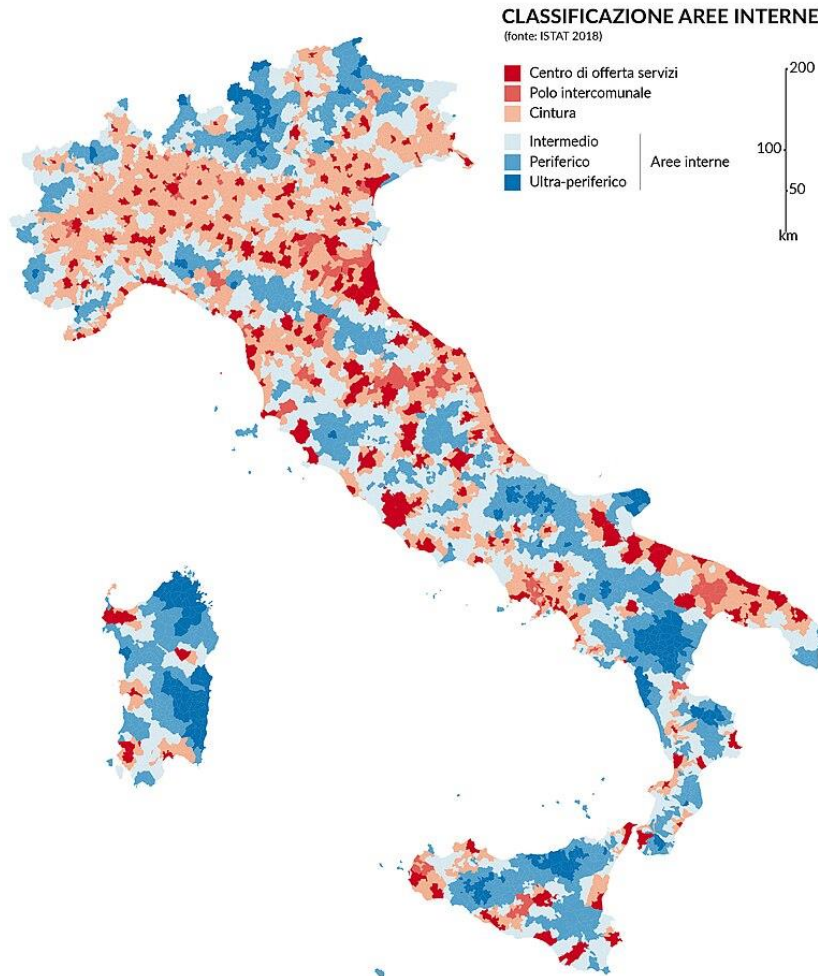 CLASSIFICAZIONE AREE INTERNE
(fonte: ISTAT 2018)
Centro di offerta servizi
Polo intercomunale
Cintura
Intermedio
Periferico
Ultra-periferico
Aree interne
200
100
50
km